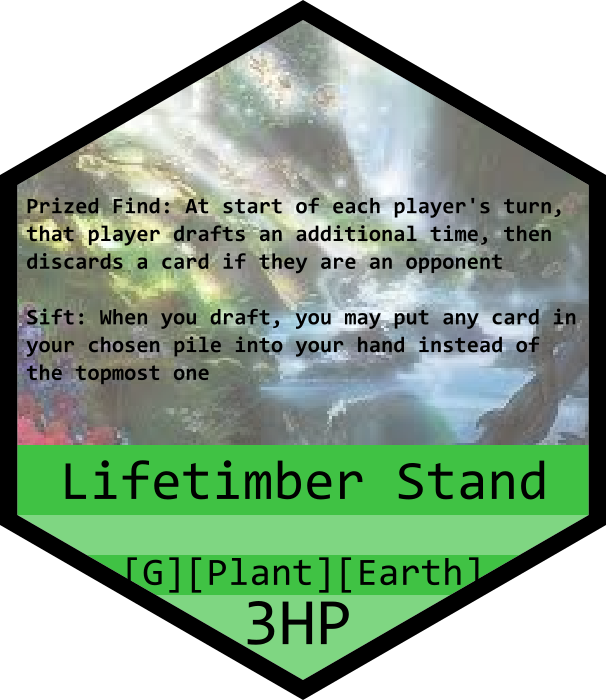 Prized Find: At start of each player's turn,
that player drafts an additional time, then
discards a card if they are an opponent
Sift: When you draft, you may put any card in
your chosen pile into your hand instead of
the topmost one
Lifetimber Stand
[G][Plant][Earth]
3HP